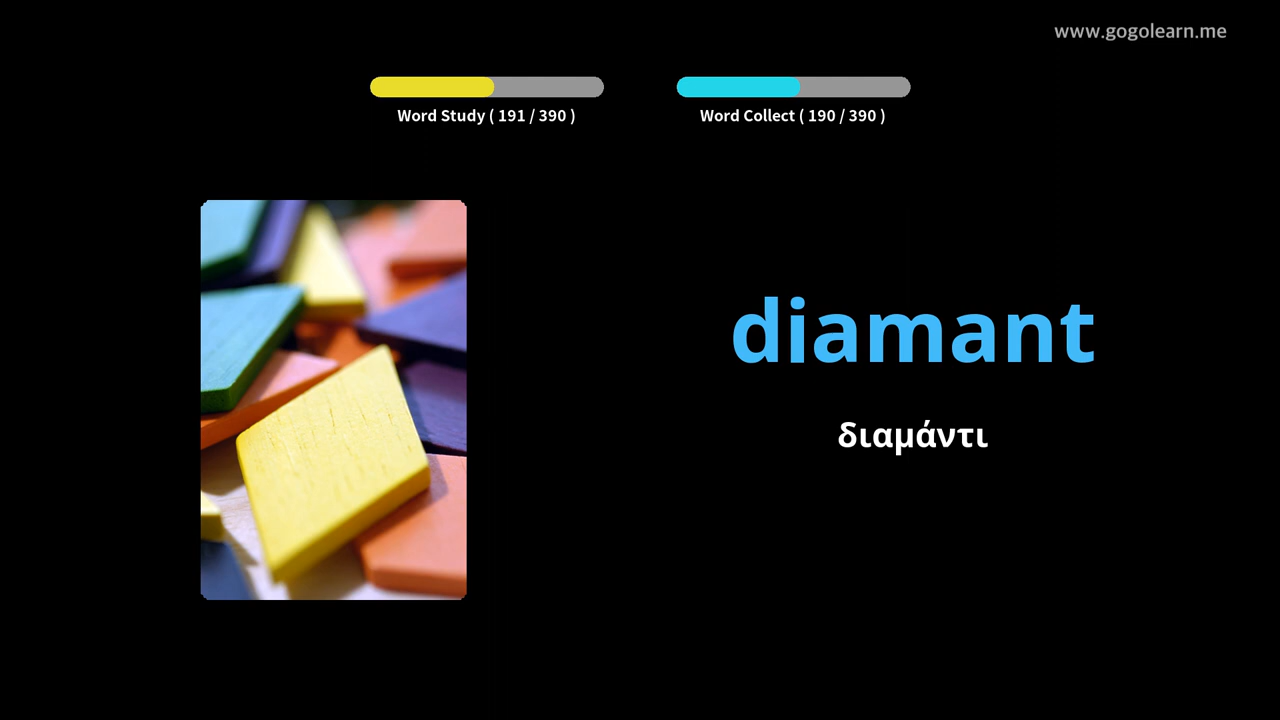 www.gogolearn.me
Word Study ( 191 / 390 )
Word Collect ( 190 / 390 )
diamant
διαμάντι